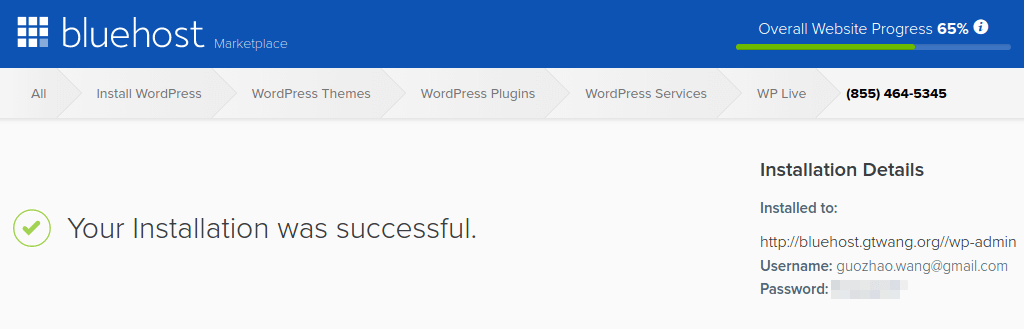 bluehost Marketplace
Overall Website Progress 65%
All
Install WordPress
WordPress Themes
WordPress Plugins
WordPress Services
WP Live
(855) 464-5345
Your Installation was successful.
Installation Details
Installed to:
http://bluehost.gtwang.org//wp-admin
Username: guozhao.wang@gmail.com
Password: